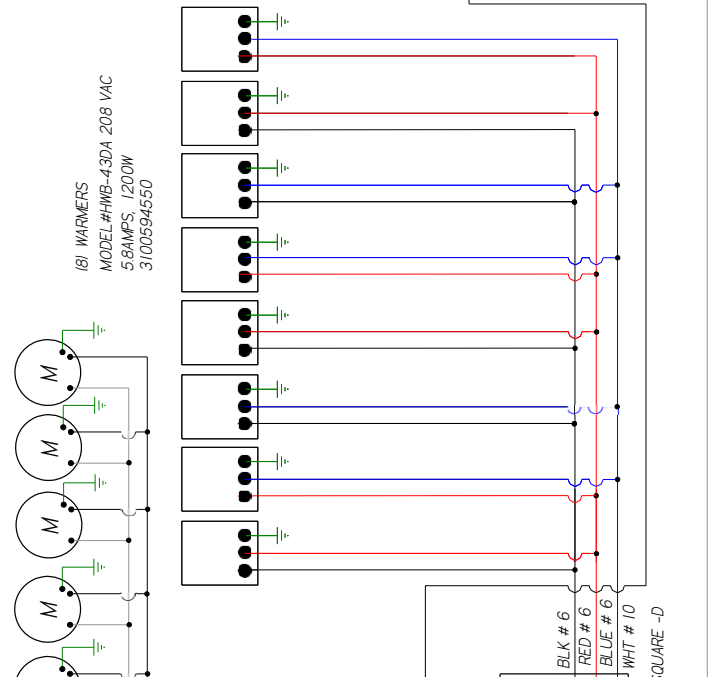 (8) WARMERS
MODEL#HWB-43DA 208 VAC
5.8AMPS, 1200W
3100594550
M
M
M
M
BLK # 6
RED # 6
BLUE # 6
WHT # 10
SQUARE -D